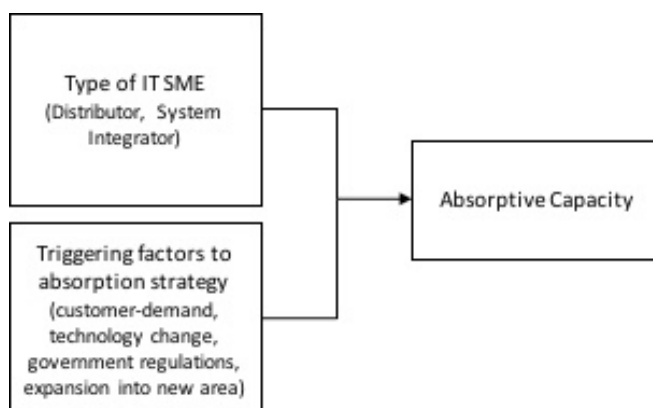 Type of IT SME
(Distributor, System
Integrator)
Absorptive Capacity
Triggering factors to
absorption strategy
(customer-demand,
technology change,
government regulations,
expansion into new area)